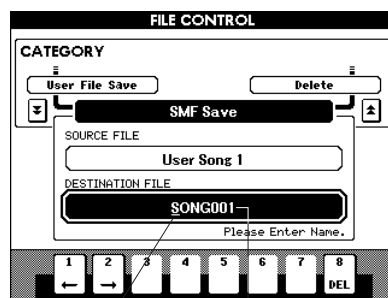 FILE CONTROL
CATEGORY
User File Save
Delete
SMF Save
SOURCE FILE
User Song 1
DESTINATION FILE
SONG001
Please Enter Name.
1 2 3 4 5 6 7 8
← → DEL